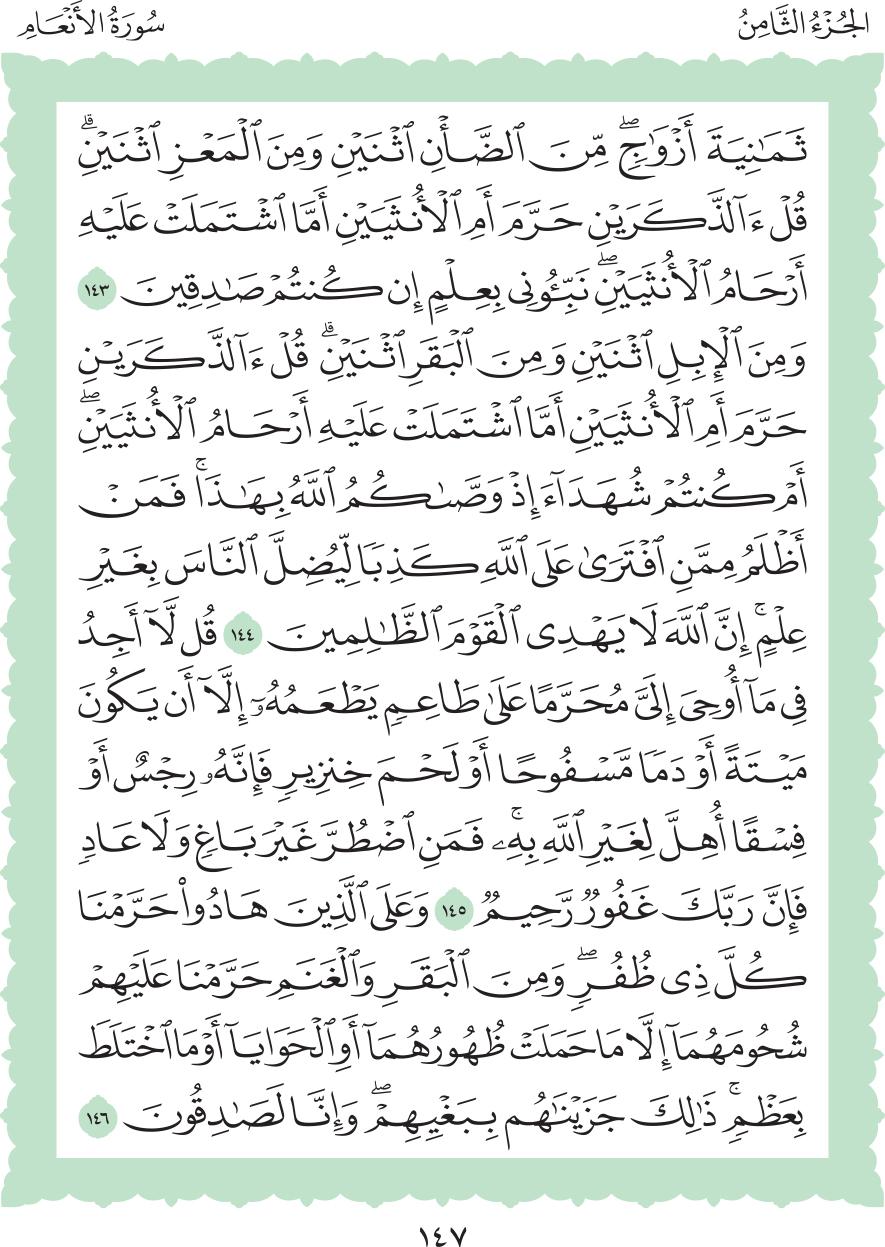 الجُزْءُ الثَّامِنُ
سُورَةُ الأَنْعَامِ
ثَمَٰنِيَةَ أَزْوَٰجٖۖ مِّنَ ٱلضَّأْنِ ٱثْنَيْنِ وَمِنَ ٱلْمَعْزِ ٱثْنَيْنِۗ
قُلْ ءَآلذَّكَرَيْنِ حَرَّمَ أَمِ ٱلْأُنثَيَيْنِ أَمَّا ٱشْتَمَلَتْ عَلَيْهِ
أَرْحَامُ ٱلْأُنثَيَيْنِۖ نَبِّـُٔونِى بِعِلْمٍ إِن كُنتُمْ صَٰدِقِينَ ١٤٣
وَمِنَ ٱلْإِبِلِ ٱثْنَيْنِ وَمِنَ ٱلْبَقَرِ ٱثْنَيْنِۗ قُلْ ءَآلذَّكَرَيْنِ
حَرَّمَ أَمِ ٱلْأُنثَيَيْنِ أَمَّا ٱشْتَمَلَتْ عَلَيْهِ أَرْحَامُ ٱلْأُنثَيَيْنِۖ
أَمْ كُنتُمْ شُهَدَآءَ إِذْ وَصَّىٰكُمُ ٱللَّهُ بِهَٰذَاۚ فَمَنْ
أَظْلَمُ مِمَّنِ ٱفْتَرَىٰ عَلَى ٱللَّهِ كَذِبًا لِّيُضِلَّ ٱلنَّاسَ بِغَيْرِ
عِلْمٍۚ إِنَّ ٱللَّهَ لَا يَهْدِى ٱلْقَوْمَ ٱلظَّٰلِمِينَ ١٤٤ قُل لَّآ أَجِدُ
فِى مَآ أُوحِىَ إِلَىَّ مُحَرَّمًا عَلَىٰ طَاعِمٍ يَطْعَمُهُۥٓ إِلَّآ أَن يَكُونَ
مَيْتَةً أَوْ دَمًا مَّسْفُوحًا أَوْ لَحْمَ خِنزِيرٍ فَإِنَّهُۥ رِجْسٌ أَوْ
فِسْقًا أُهِلَّ لِغَيْرِ ٱللَّهِ بِهِۦۚ فَمَنِ ٱضْطُرَّ غَيْرَ بَاغٍ وَلَا عَادٍ
فَإِنَّ رَبَّكَ غَفُورٌ رَّحِيمٌ ١٤٥ وَعَلَى ٱلَّذِينَ هَادُوا۟ حَرَّمْنَا
كُلَّ ذِى ظُفُرٍۖ وَمِنَ ٱلْبَقَرِ وَٱلْغَنَمِ حَرَّمْنَا عَلَيْهِمْ
شُحُومَهُمَآ إِلَّا مَا حَمَلَتْ ظُهُورُهُمَآ أَوِ ٱلْحَوَايَآ أَوْ مَا ٱخْتَلَطَ
بِعَظْمٍۚ ذَٰلِكَ جَزَيْنَٰهُم بِبَغْيِهِمْۖ وَإِنَّا لَصَٰدِقُونَ ١٤٦
١٤٧